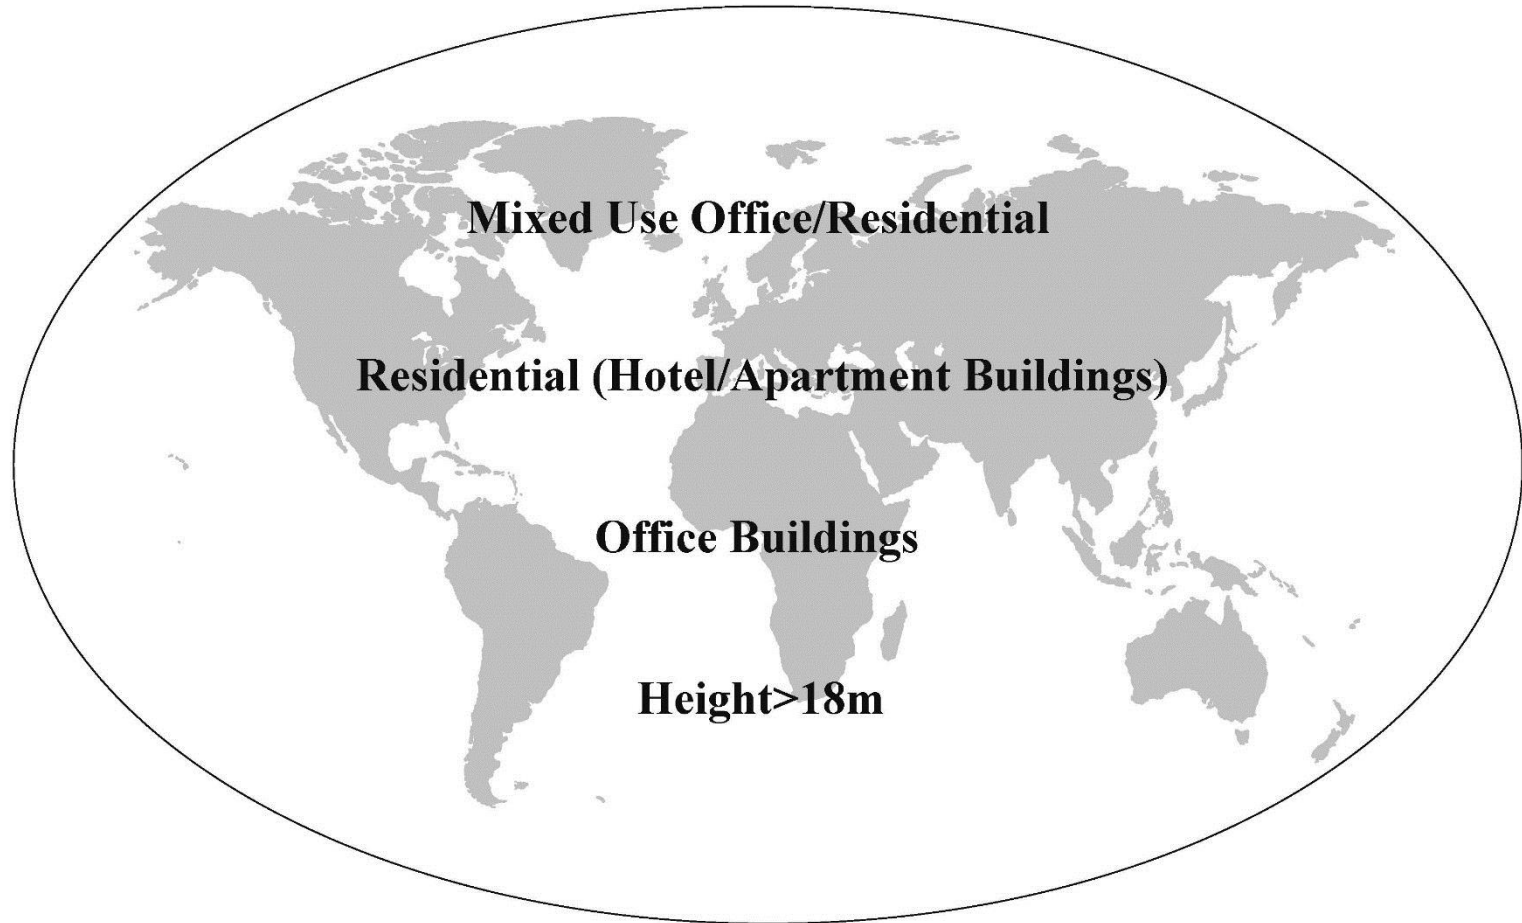 Mixed Use Office/Residential
Residential (Hotel/Apartment Buildings)
Office Buildings
Height>18m